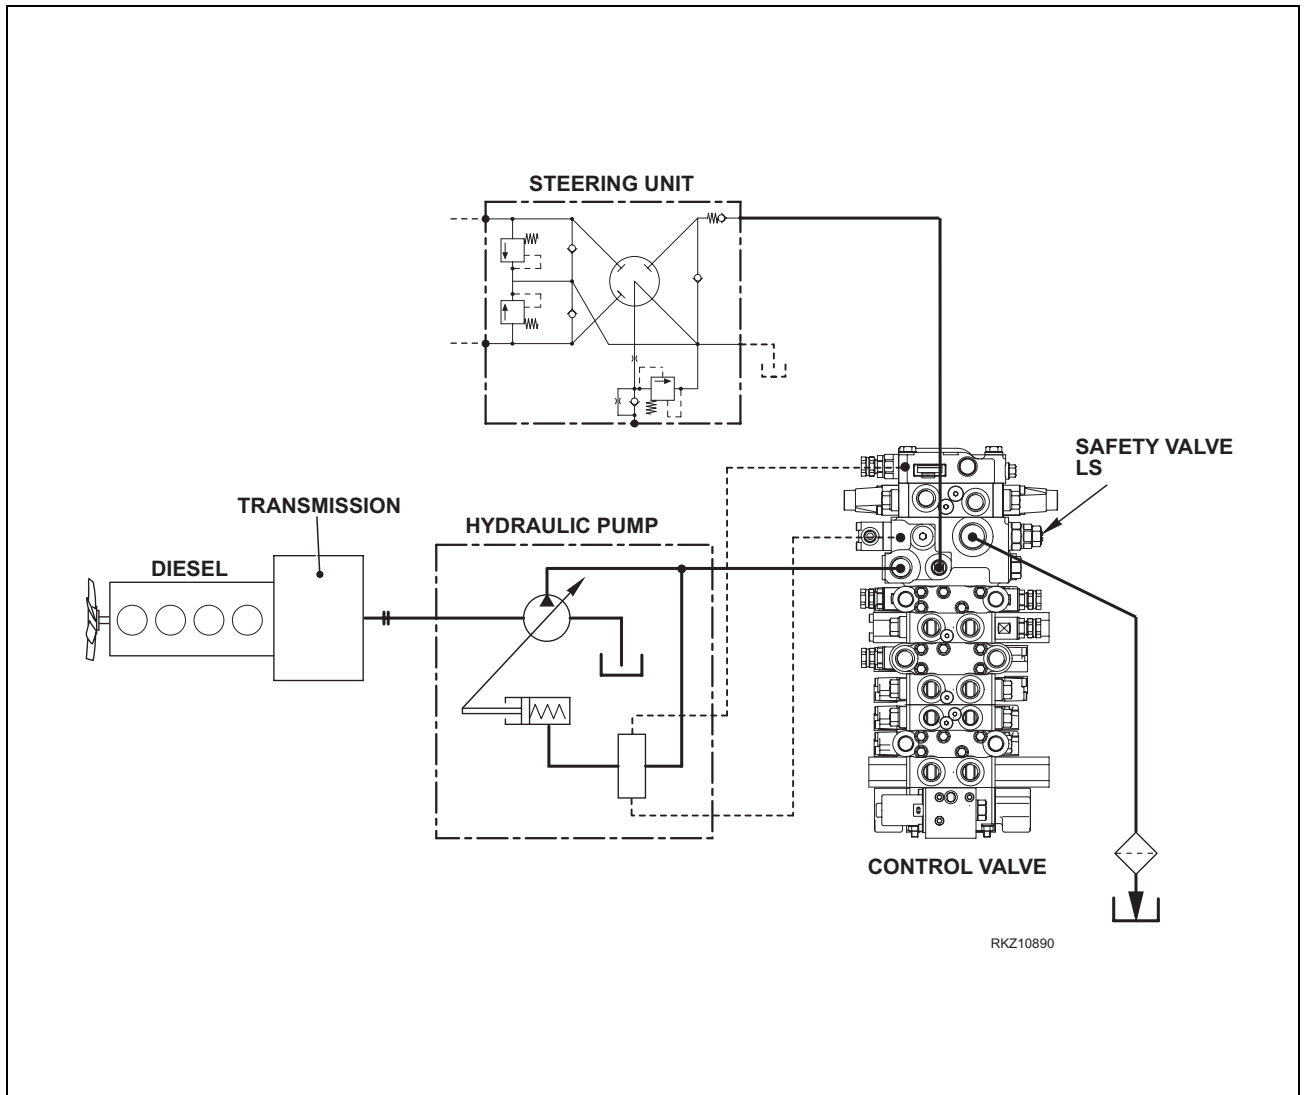 STEERING UNIT
SAFETY VALVE
LS
TRANSMISSION
HYDRAULIC PUMP
DIESEL
CONTROL VALVE
RKZ10890